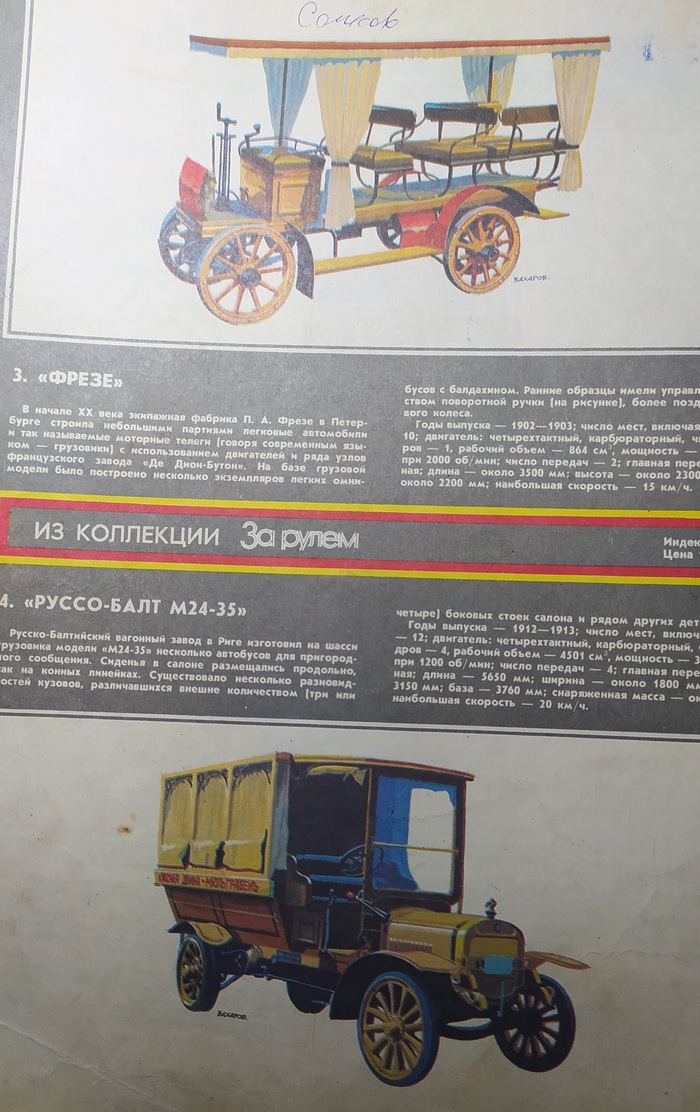 Сомков
ЗАХАРОВ.
3. «ФРЕЗЕ»
В начале XX века экипажная фабрика П. А. Фрезе в Петер-
бурге строила небольшими партиями легковые автомобили
и так называемые моторные телеги (говоря современным язы-
ком — грузовики) с использованием двигателей и ряда узлов
французского завода «Де Дион-Бутон». На базе грузовой
модели было построено несколько экземпляров легких омни-
бусов с балдахином. Ранние образцы имели управл
ством поворотной ручки (на рисунке), более позд
вого колеса.
Годы выпуска — 1902—1903; число мест, включая
10; двигатель: четырехтактный, карбюраторный,
ров — 1, рабочий объем — 864 см³, мощность —
при 2000 об/мин; число передач — 2; главная пере
ная; длина — около 3500 мм; высота — около 2300
около 2200 мм; наибольшая скорость — 15 км/ч.
ИЗ КОЛЛЕКЦИИ За рулем
Индек
Цена
4. «РУССО-БАЛТ М24-35»
Русско-Балтийский вагонный завод в Риге изготовил на шасси
грузовика модели «М24-35» несколько автобусов для пригород-
ного сообщения. Сиденья в салоне размещались продольно,
как на конных линейках. Существовало несколько разновид-
ностей кузовов, различавшихся внешне количеством (три или
четыре) боковых стоек салона и рядом других дет
Годы выпуска — 1912—1913; число мест, включ
— 12; двигатель: четырехтактный, карбюраторный,
дров — 4, рабочий объем — 4501 см³, мощность —
при 1200 об/мин; число передач — 4; главная пере
ная; длина — 5650 мм; ширина — около 1800 мм
3150 мм; база — 3760 мм; снаряженная масса — ок
наибольшая скорость — 20 км/ч.
КРАСНАЯ ДВИНА–МЮЛЬГРАБЕНЪ
ЗАХАРОВ.